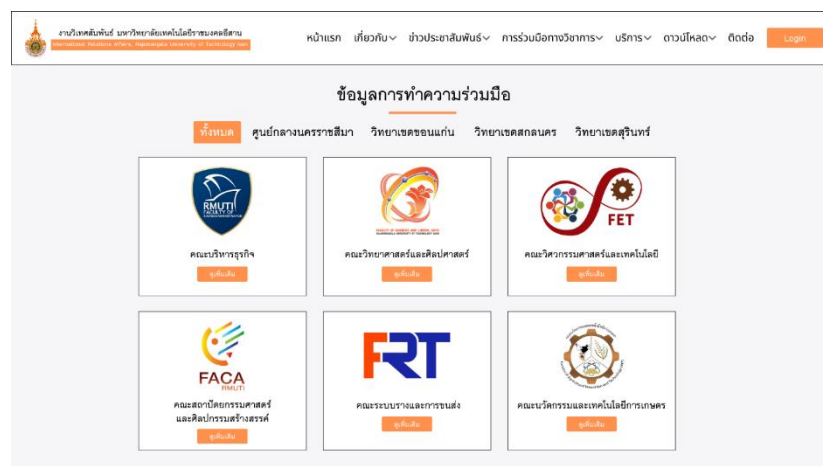 งานวิเทศสัมพันธ์ มหาวิทยาลัยเทคโนโลยีราชมงคลอีสาน
International Relations Affairs, Rajamangala University of Technology Isan
หน้าแรก เกี่ยวกับ ข่าวประชาสัมพันธ์ การร่วมมือทางวิชาการ บริการ ดาวน์โหลด ติดต่อ Login
ข้อมูลการทำความร่วมมือ
ทั้งหมด ศูนย์กลางนครราชสีมา วิทยาเขตขอนแก่น วิทยาเขตสกลนคร วิทยาเขตสุรินทร์
RMUTI
FACULTY OF
FET
คณะบริหารธุรกิจ คณะวิทยาศาสตร์และศิลปศาสตร์ คณะวิศวกรรมศาสตร์และเทคโนโลยี
ดูเพิ่มเติม ดูเพิ่มเติม ดูเพิ่มเติม
FACA
RMUTI
FRT
คณะสถาปัตยกรรมศาสตร์
และศิลปกรรมสร้างสรรค์
คณะระบบรางและการขนส่ง
คณะนวัตกรรมและเทคโนโลยีการเกษตร
ดูเพิ่มเติม ดูเพิ่มเติม ดูเพิ่มเติม